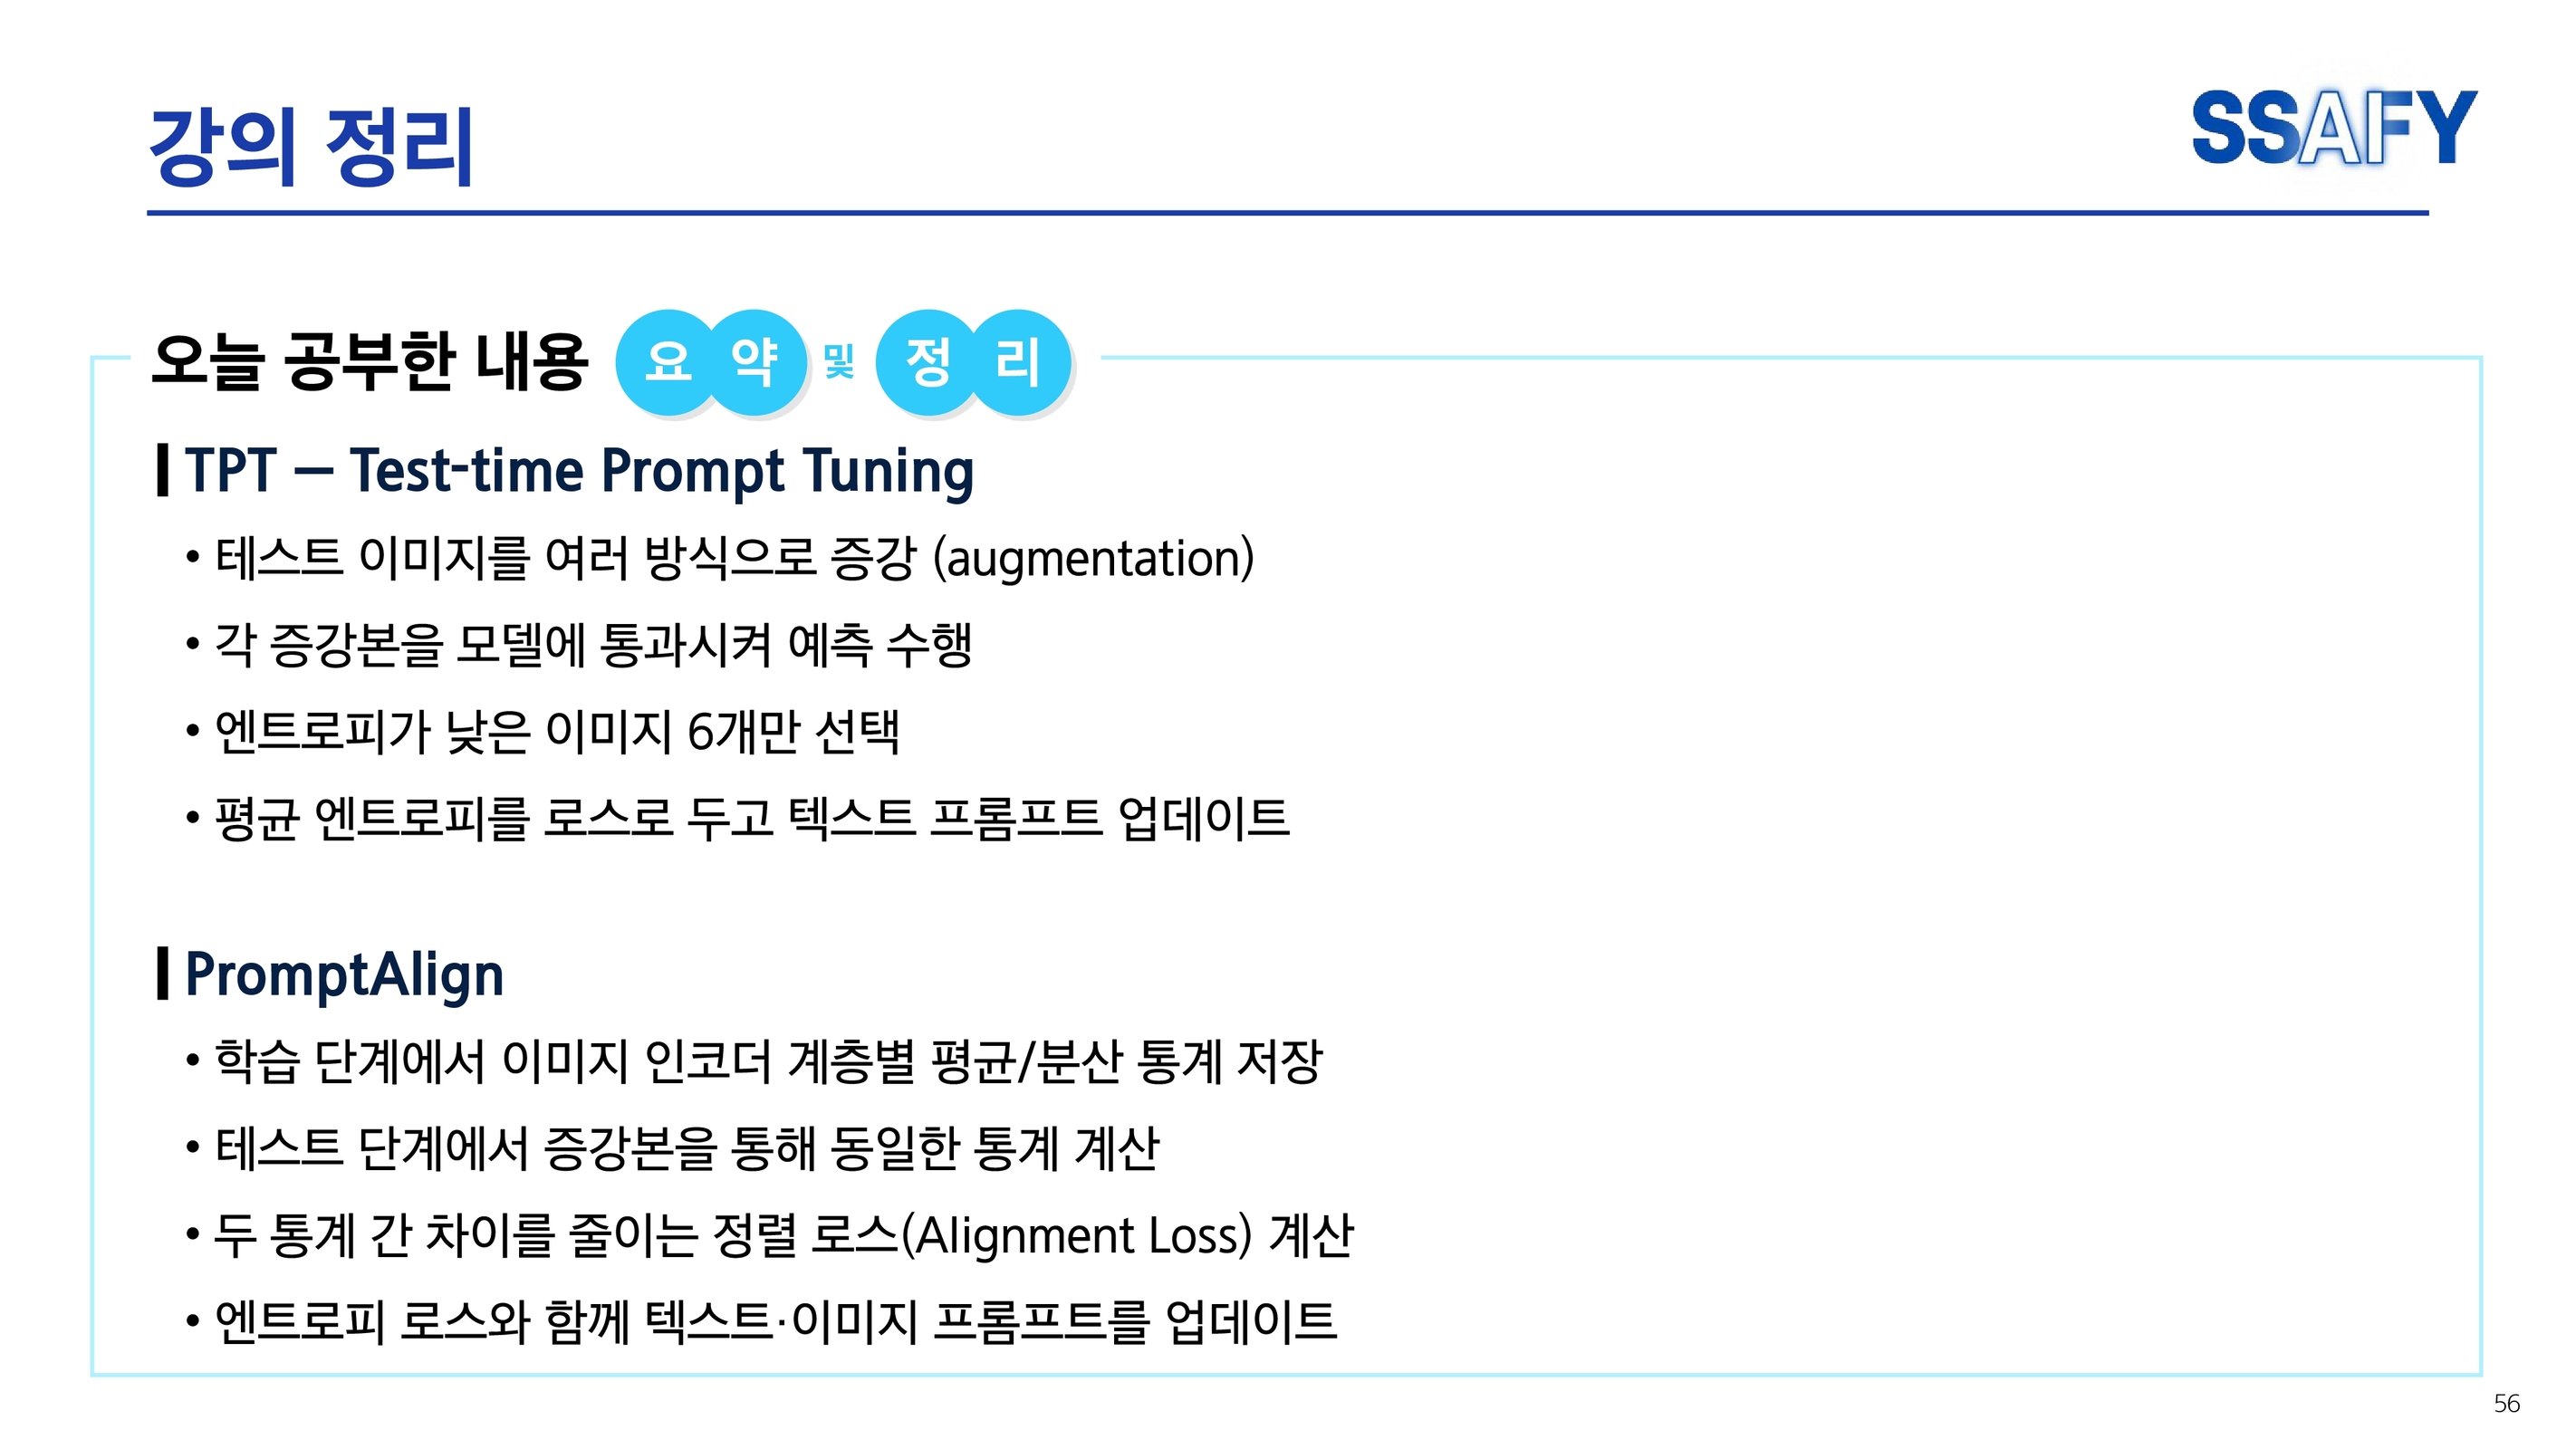 강의 정리
SSAFY
오늘 공부한 내용 요약 및 정리
TPT – Test-time Prompt Tuning
• 테스트 이미지를 여러 방식으로 증강 (augmentation)
• 각 증강본을 모델에 통과시켜 예측 수행
• 엔트로피가 낮은 이미지 6개만 선택
• 평균 엔트로피를 로스로 두고 텍스트 프롬프트 업데이트
PromptAlign
• 학습 단계에서 이미지 인코더 계층별 평균/분산 통계 저장
• 테스트 단계에서 증강본을 통해 동일한 통계 계산
• 두 통계 간 차이를 줄이는 정렬 로스(Alignment Loss) 계산
• 엔트로피 로스와 함께 텍스트·이미지 프롬프트를 업데이트
56